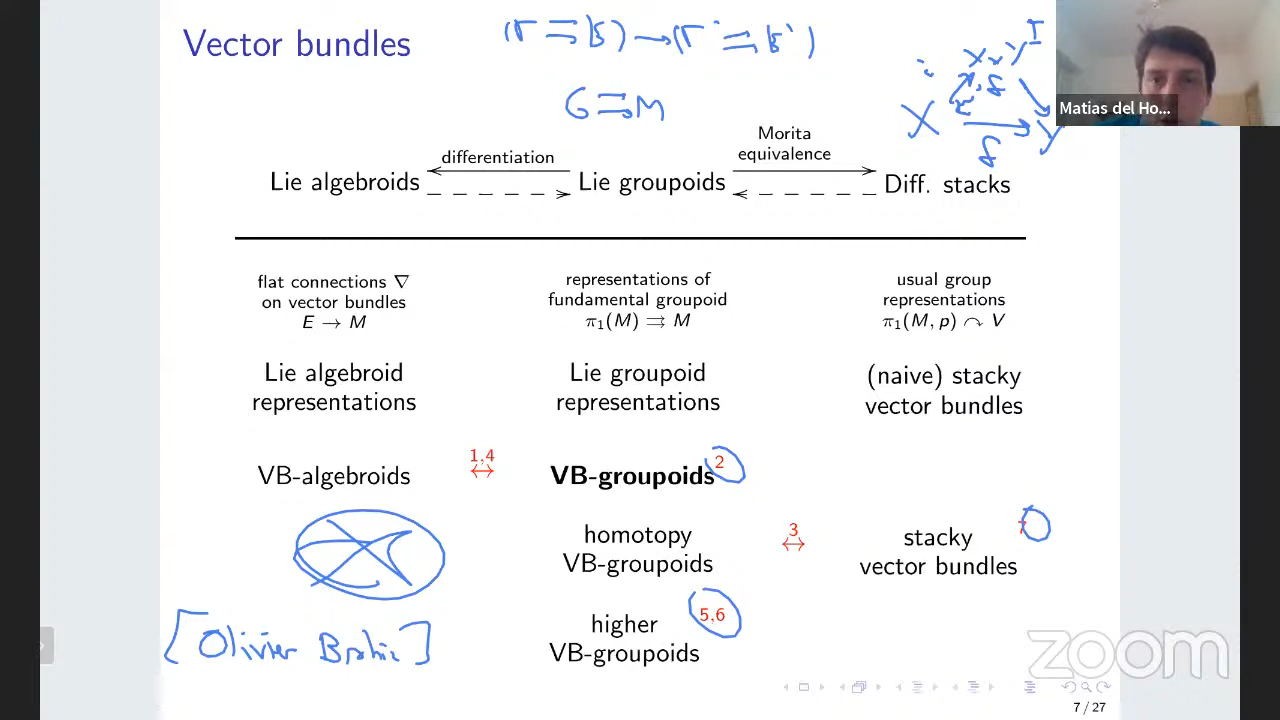 Vector bundles
G ⇉ M
X
f
Y
Matias del Ho...
Morita
equivalence
differentiation
Lie algebroids
Lie groupoids
Diff. stacks
flat connections ∇
on vector bundles
E → M
representations of
fundamental groupoid
π₁(M) ⇉ M
usual group
representations
π₁(M, p) ↷ V
Lie algebroid
representations
Lie groupoid
representations
(naive) stacky
vector bundles
VB-algebroids
1,4
↔
VB-groupoids 2
homotopy
VB-groupoids
3
↔
stacky
vector bundles
7
higher
VB-groupoids
5,6
[Olivier Brahic]
zoom
7 / 27